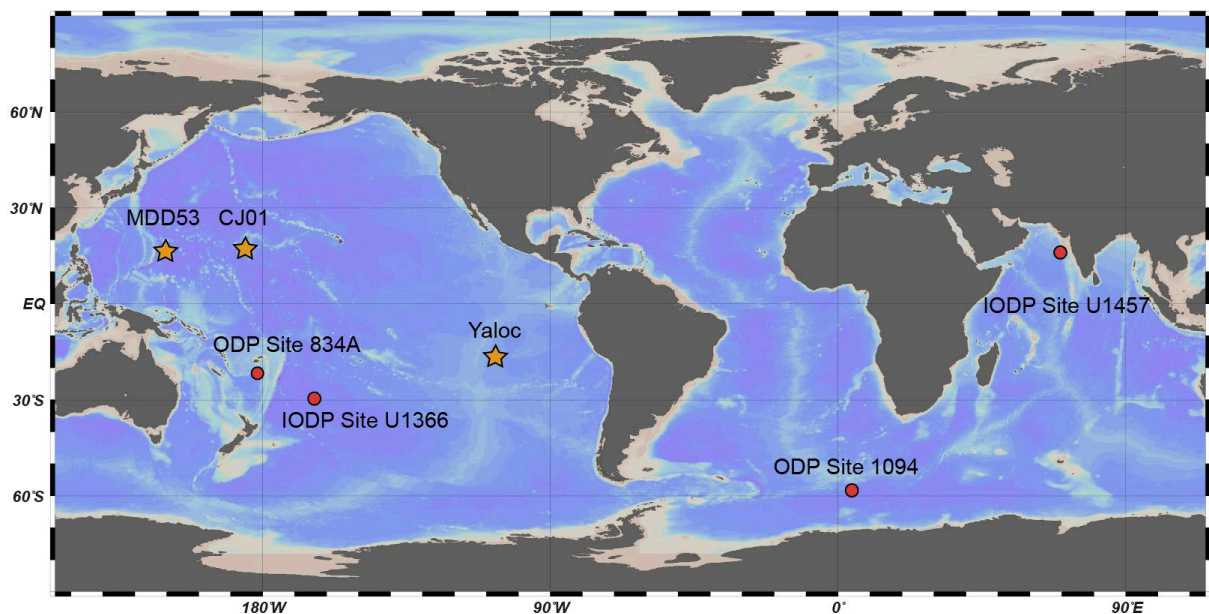 60°N
30°N
MDD53 CJ01
EQ
IODP Site U1457
Yaloc
ODP Site 834A
30°S
IODP Site U1366
ODP Site 1094
60°S
180°W 90°W 0° 90°E